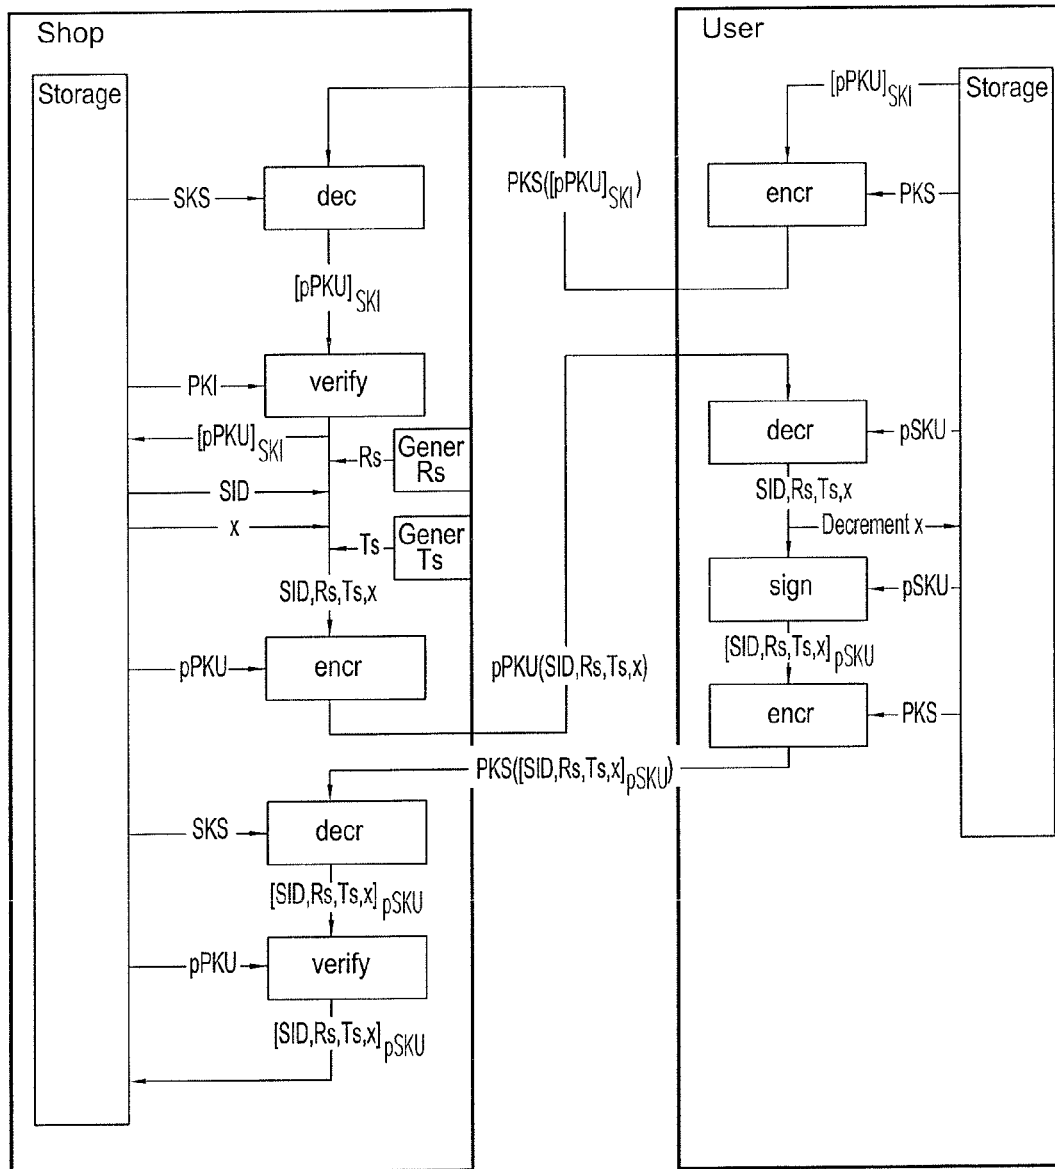 Shop
Storage
SKS
dec
[pPKU]SKI
PKI
verify
[pPKU]SKI
Rs
Gener
Rs
SID
x
Ts
Gener
Ts
SID,Rs,Ts,x
pPKU
encr
SKS
decr
[SID,Rs,Ts,x]pSKU
pPKU
verify
[SID,Rs,Ts,x]pSKU
PKS([pPKU]SKI)
pPKU(SID,Rs,Ts,x)
PKS([SID,Rs,Ts,x]pSKU)
User
Storage
[pPKU]SKI
encr
PKS
decr
pSKU
SID,Rs,Ts,x
Decrement x
sign
pSKU
[SID,Rs,Ts,x]pSKU
encr
PKS